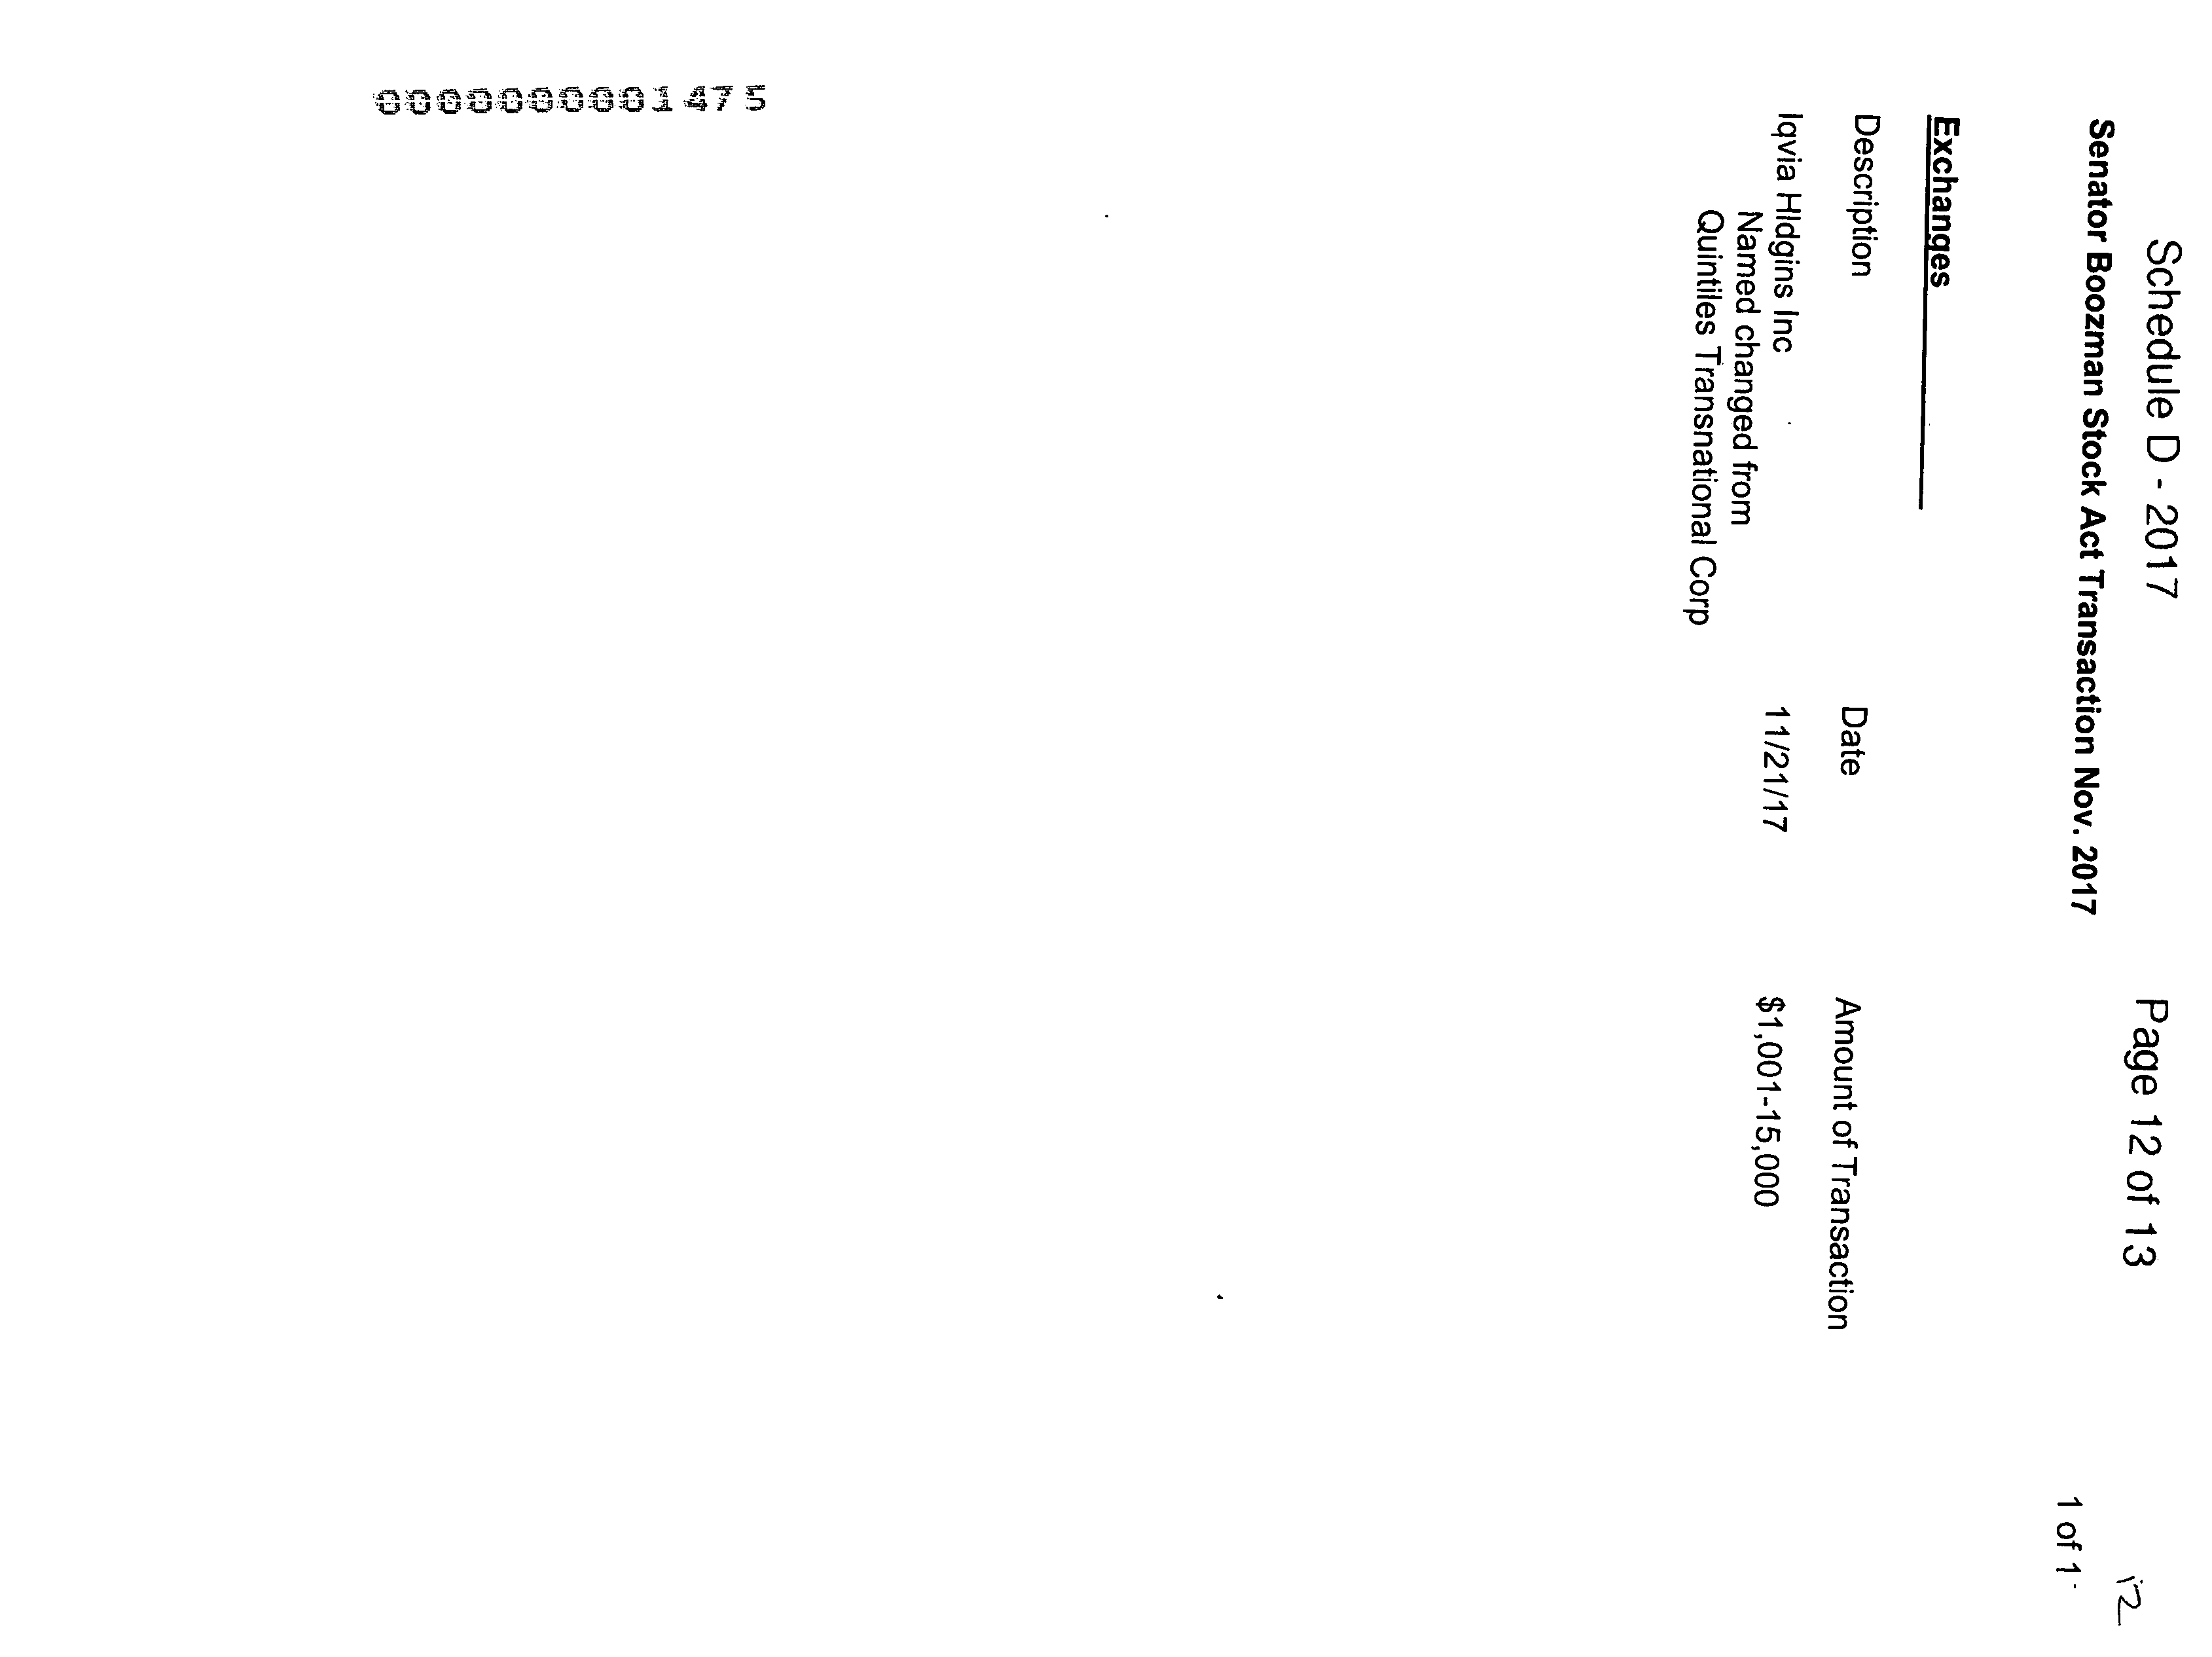 Schedule D - 2017 Page 12 of 13
12
Senator Boozman Stock Act Transaction Nov. 2017 1 of 1
Exchanges
Description Date Amount of Transaction
Iqvia Hldgins Inc 11/21/17 $1,001-15,000
Named changed from
Quintiles Transnational Corp
0000000001475